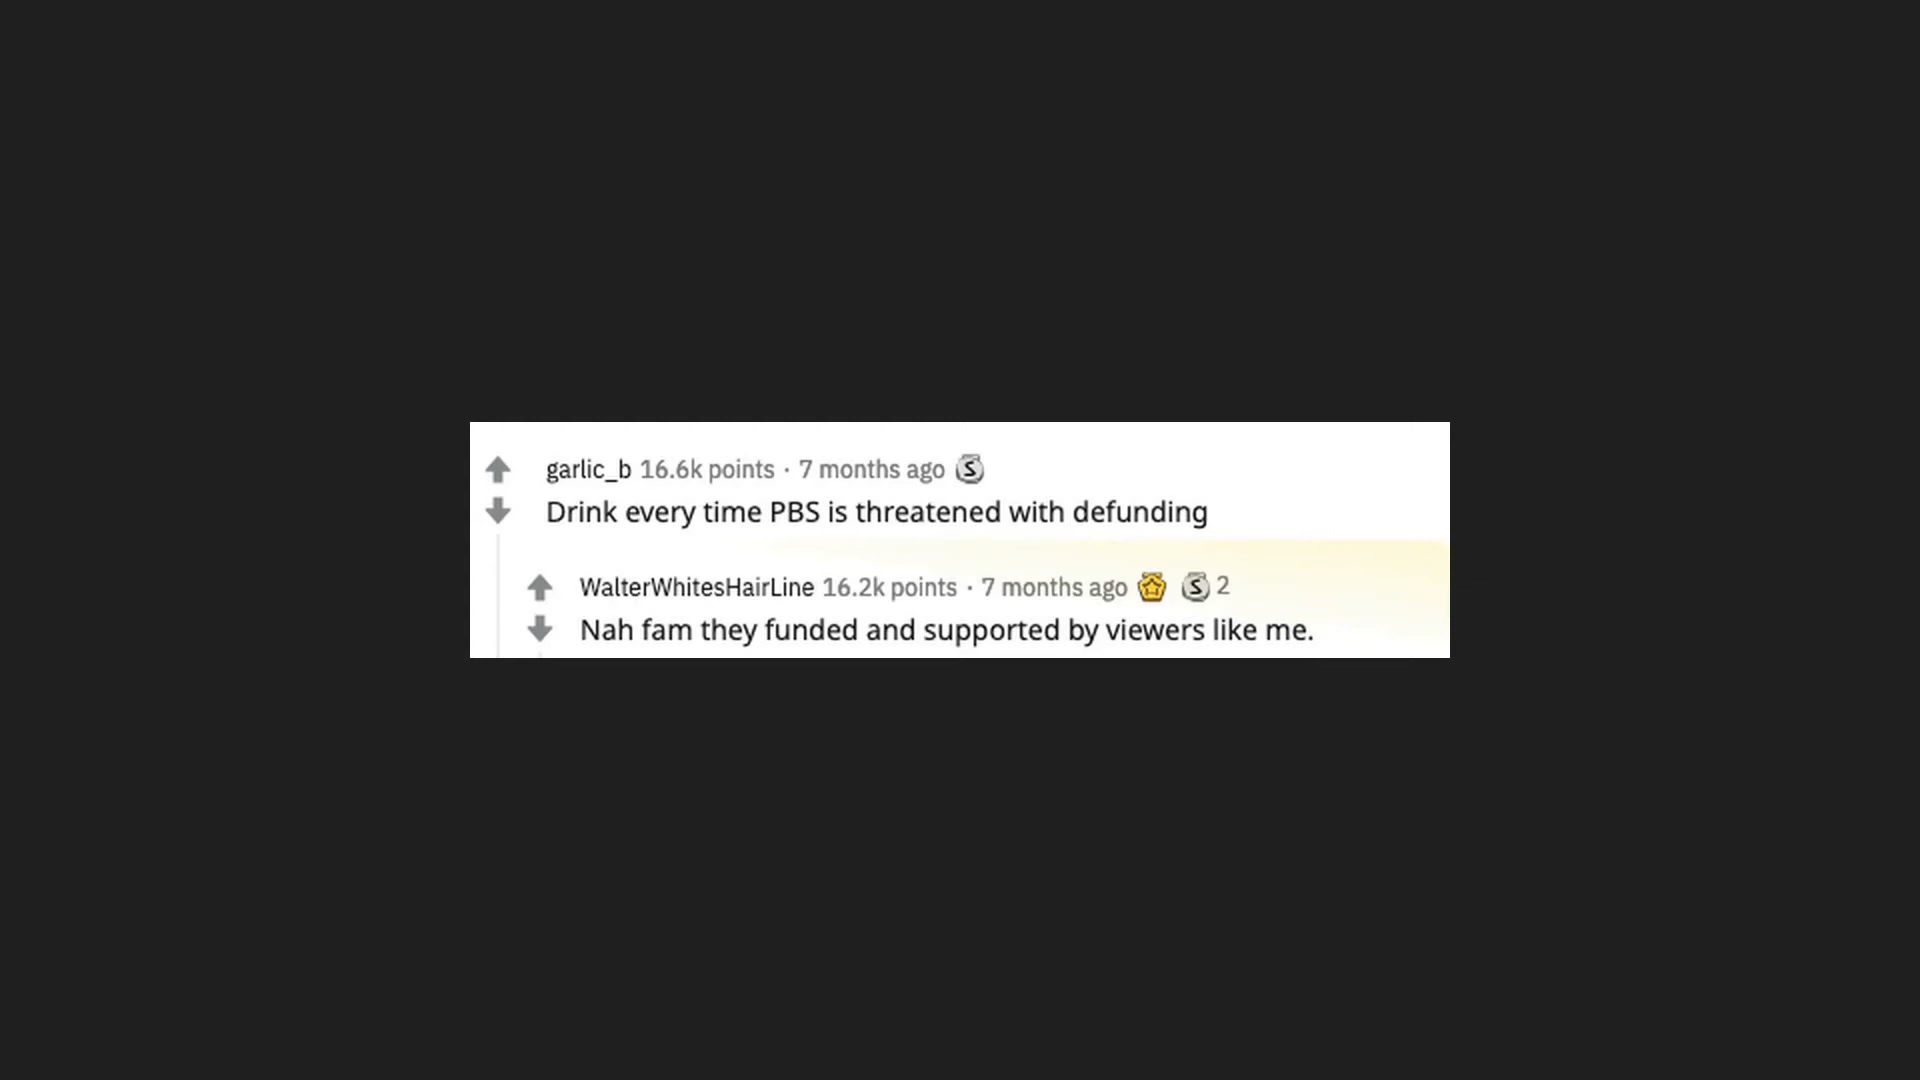 garlic_b 16.6k points · 7 months ago S
Drink every time PBS is threatened with defunding
WalterWhitesHairLine 16.2k points · 7 months ago S 2
Nah fam they funded and supported by viewers like me.